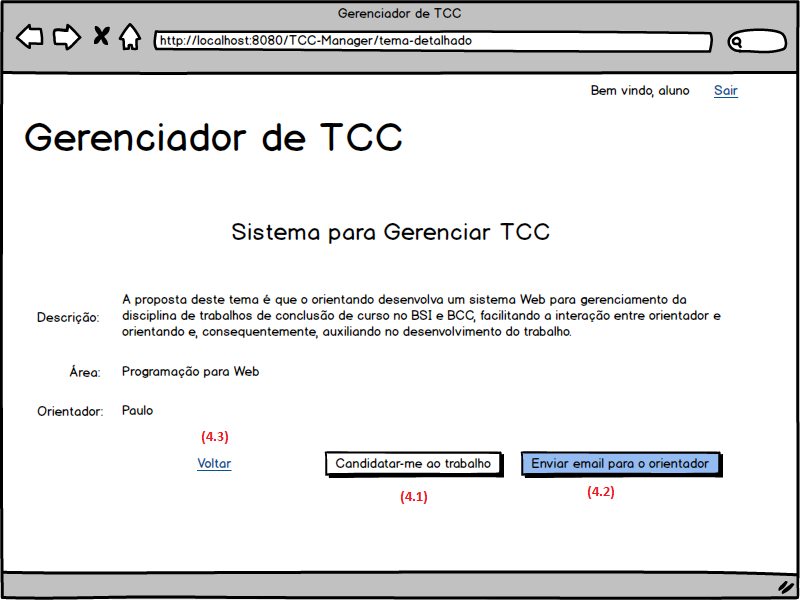 Gerenciador de TCC
http://localhost:8080/TCC-Manager/tema-detalhado
Bem vindo, aluno Sair
Gerenciador de TCC
Sistema para Gerenciar TCC
A proposta deste tema é que o orientando desenvolva um sistema Web para gerenciamento da
Descrição: disciplina de trabalhos de conclusão de curso no BSI e BCC, facilitando a interação entre orientador e
orientando e, consequentemente, auxiliando no desenvolvimento do trabalho.
Área: Programação para Web
Orientador: Paulo
(4.3)
Voltar Candidatar-me ao trabalho Enviar email para o orientador
(4.1) (4.2)